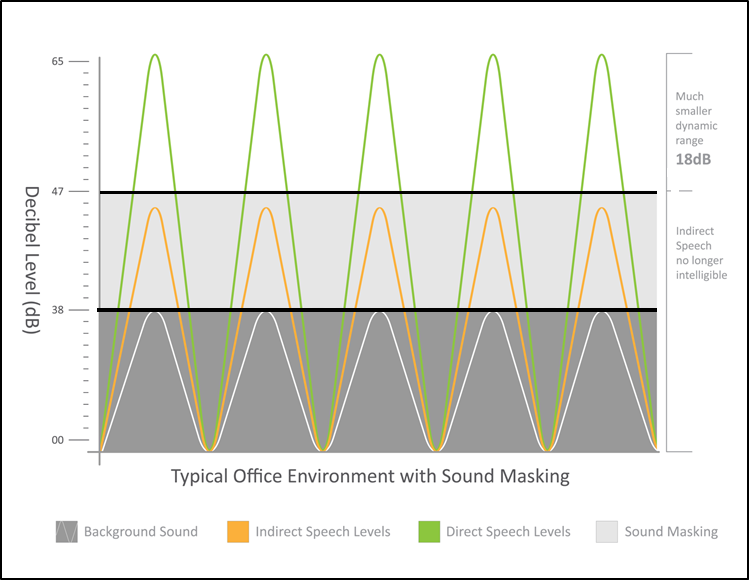 65
47
38
00
Decibel Level (dB)
Much
smaller
dynamic
range
18dB
Indirect
Speech
no longer
intelligible
Typical Office Environment with Sound Masking
Background Sound
Indirect Speech Levels
Direct Speech Levels
Sound Masking